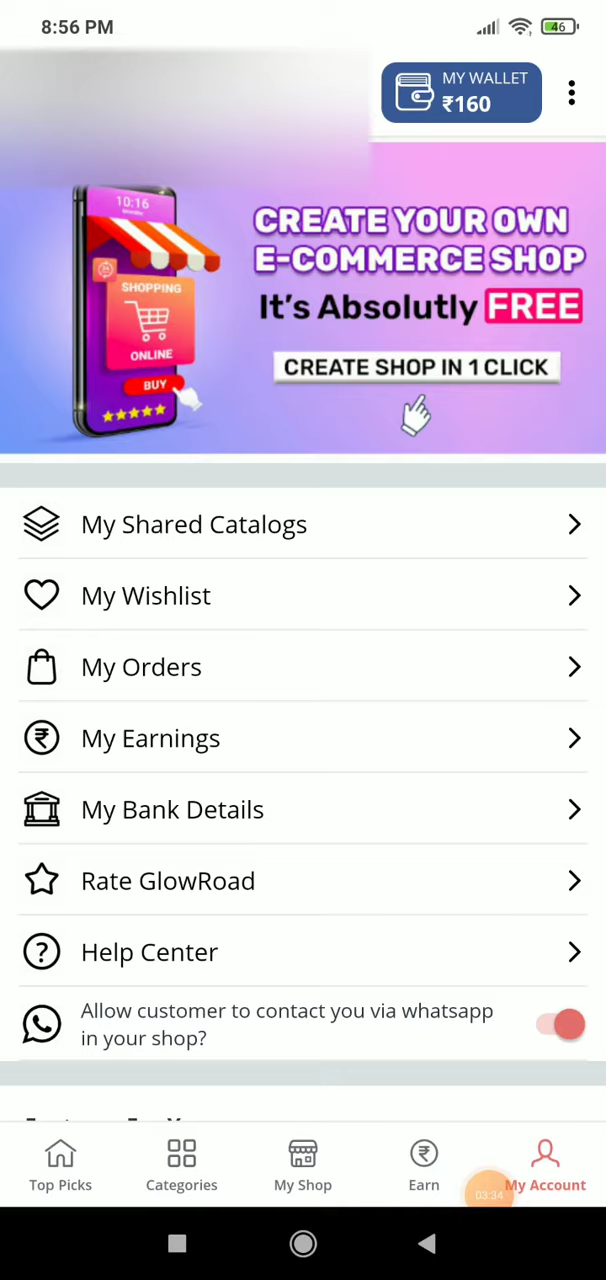 8:56 PM
46
MY WALLET
₹160
10:16
CREATE YOUR OWN
E-COMMERCE SHOP
It's Absolutly FREE
CREATE SHOP IN 1 CLICK
SHOPPING
ONLINE
BUY
My Shared Catalogs
My Wishlist
My Orders
My Earnings
My Bank Details
Rate GlowRoad
Help Center
Allow customer to contact you via whatsapp
in your shop?
Top Picks
Categories
My Shop
Earn
My Account
03:34